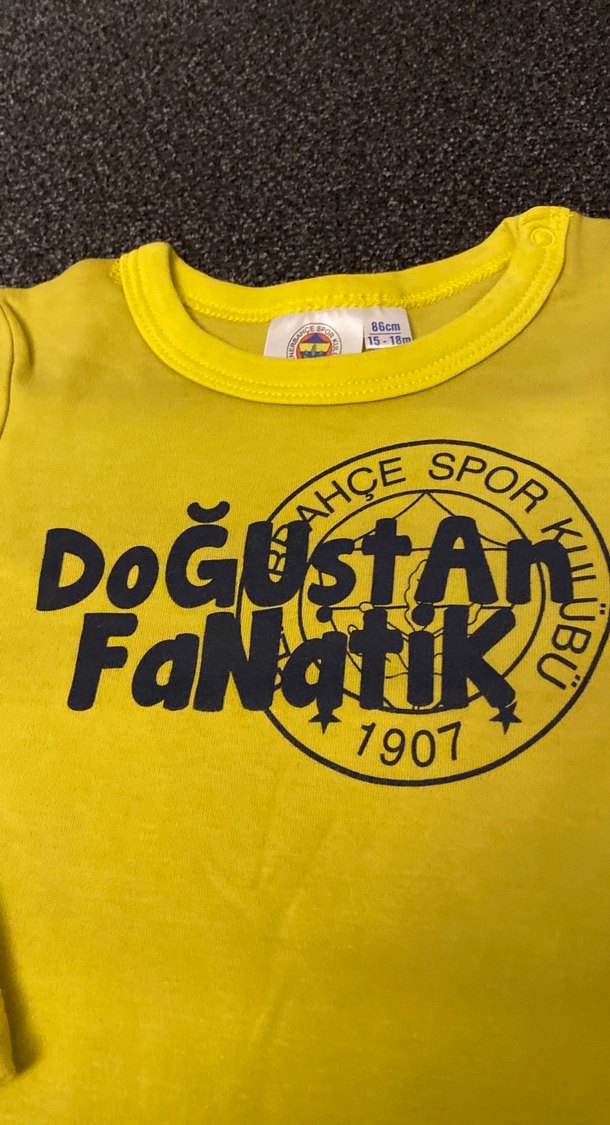 86cm
15 - 18m
SPOR KULÜBÜ
DoĞUştAn
FaNatiK
1907